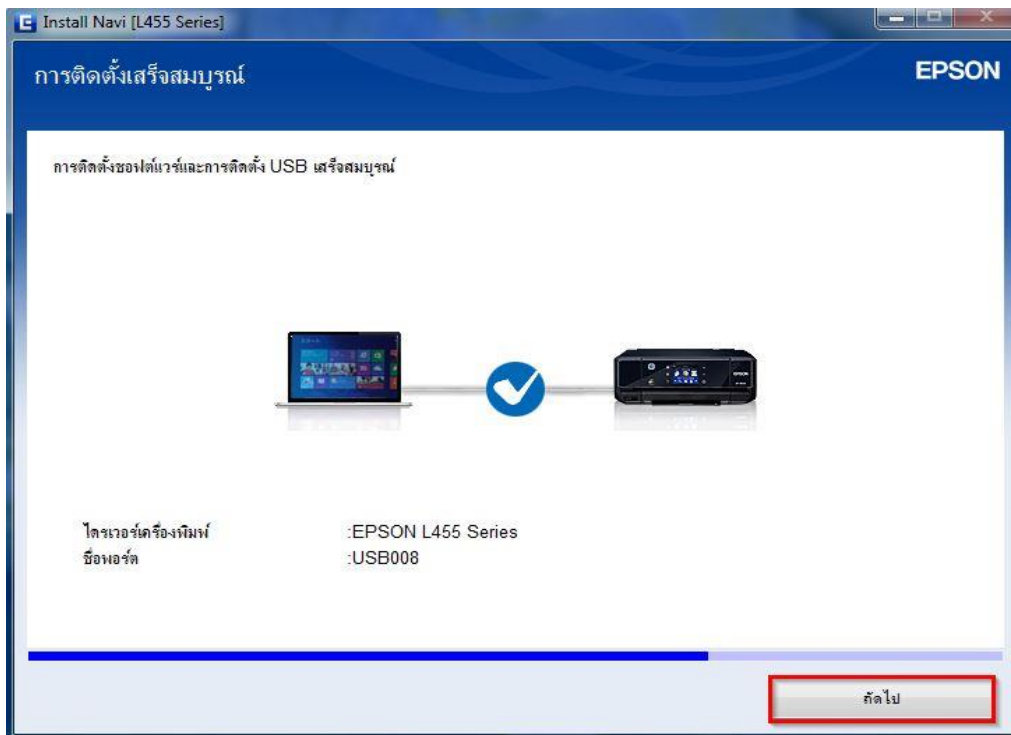 Install Navi [L455 Series]
การติดตั้งเสร็จสมบูรณ์
EPSON
การติดตั้งซอฟต์แวร์และการติดตั้ง USB เสร็จสมบูรณ์
ไดรเวอร์เครื่องพิมพ์ :EPSON L455 Series
ชื่อพอร์ต :USB008
ถัดไป